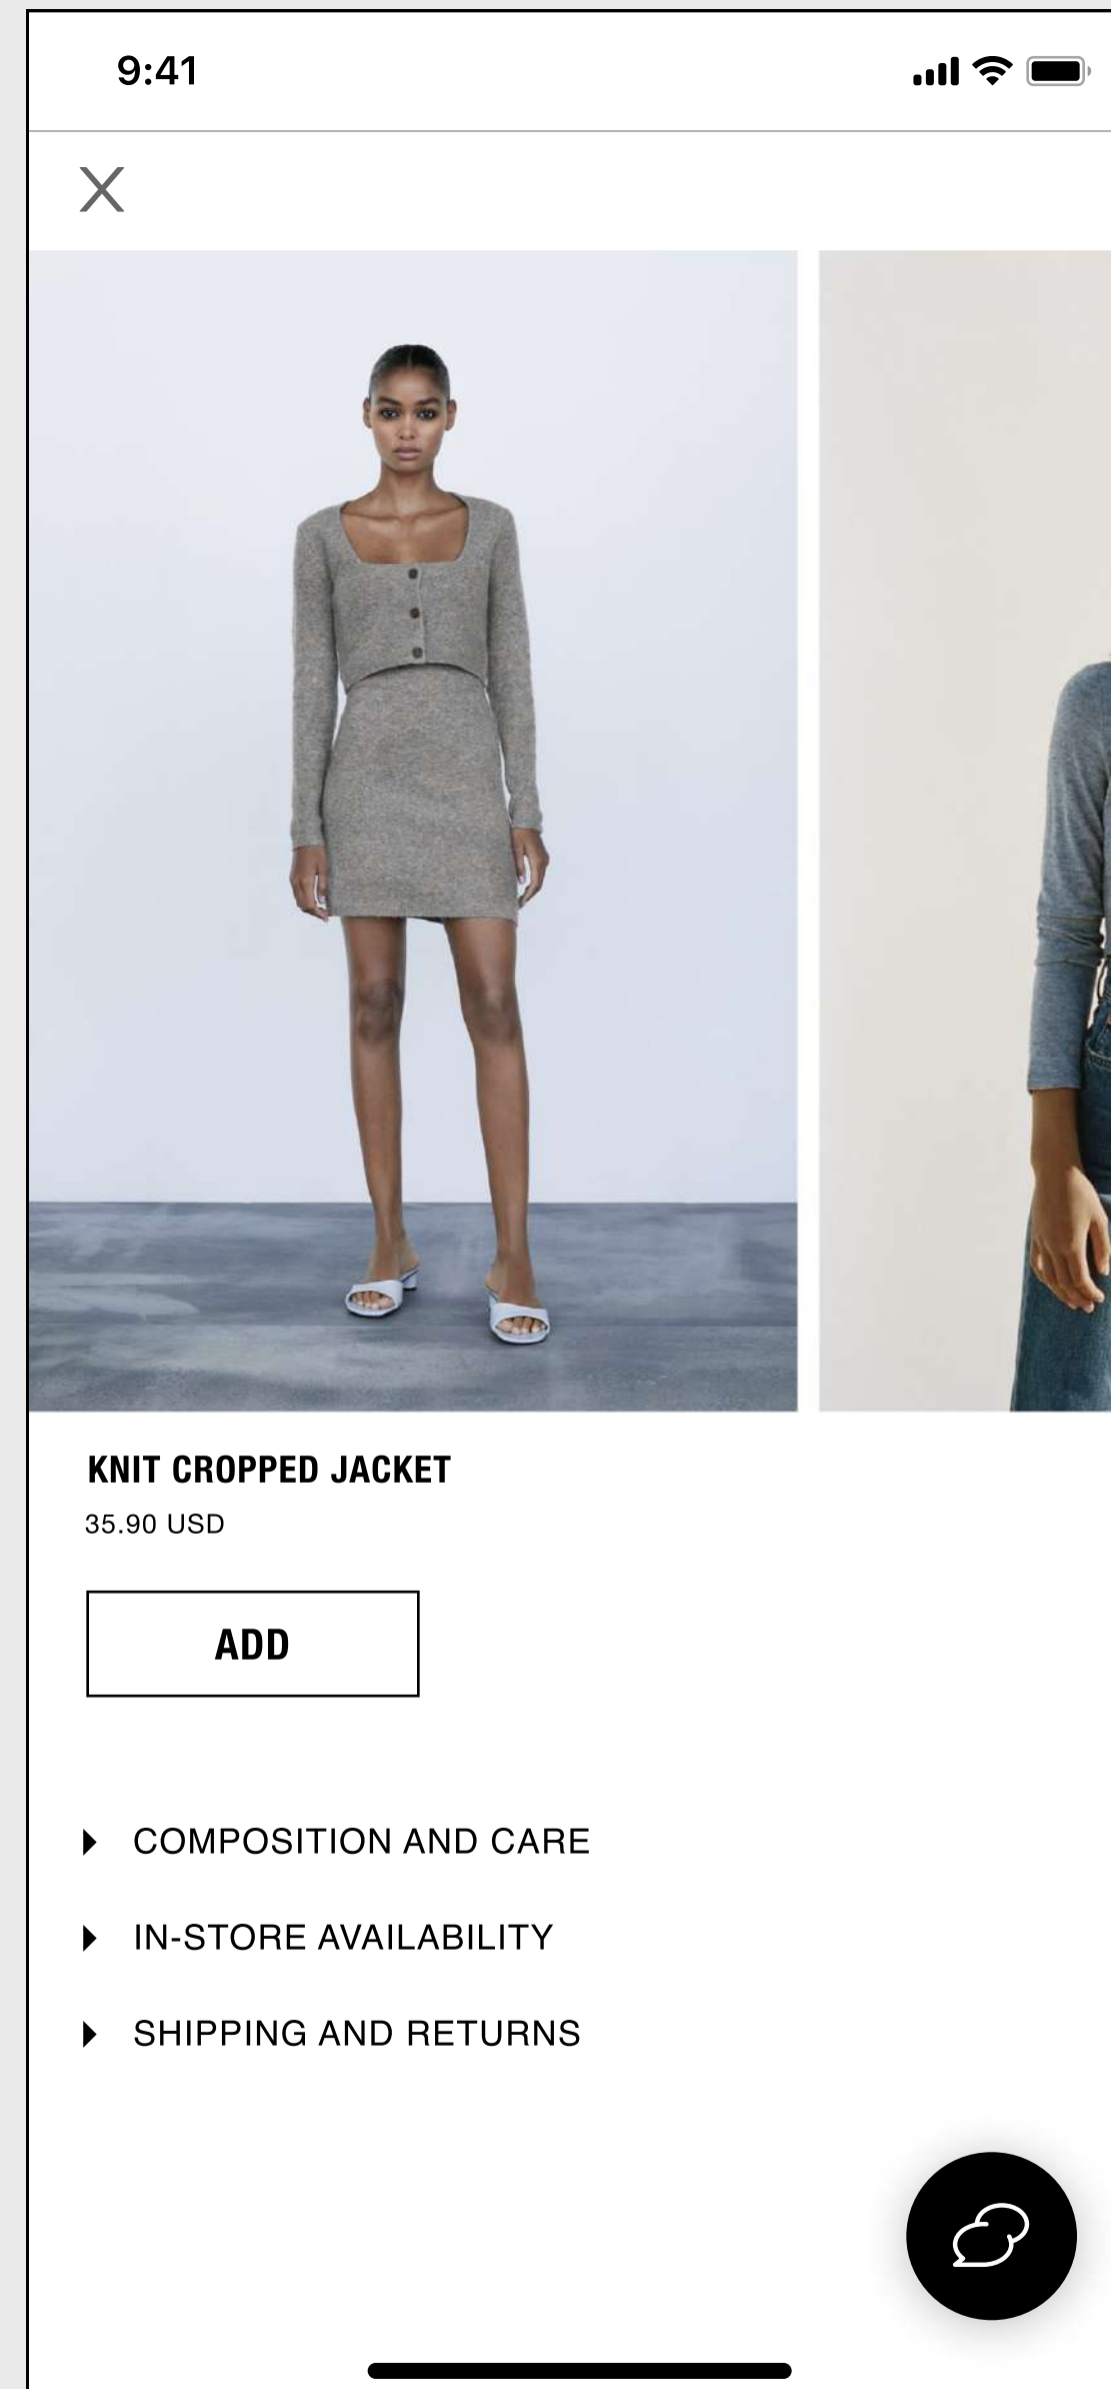 9:41
KNIT CROPPED JACKET
35.90 USD
ADD
COMPOSITION AND CARE
IN-STORE AVAILABILITY
SHIPPING AND RETURNS